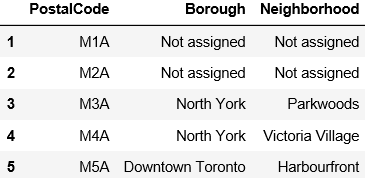 PostalCode Borough Neighborhood
1 M1A Not assigned Not assigned
2 M2A Not assigned Not assigned
3 M3A North York Parkwoods
4 M4A North York Victoria Village
5 M5A Downtown Toronto Harbourfront